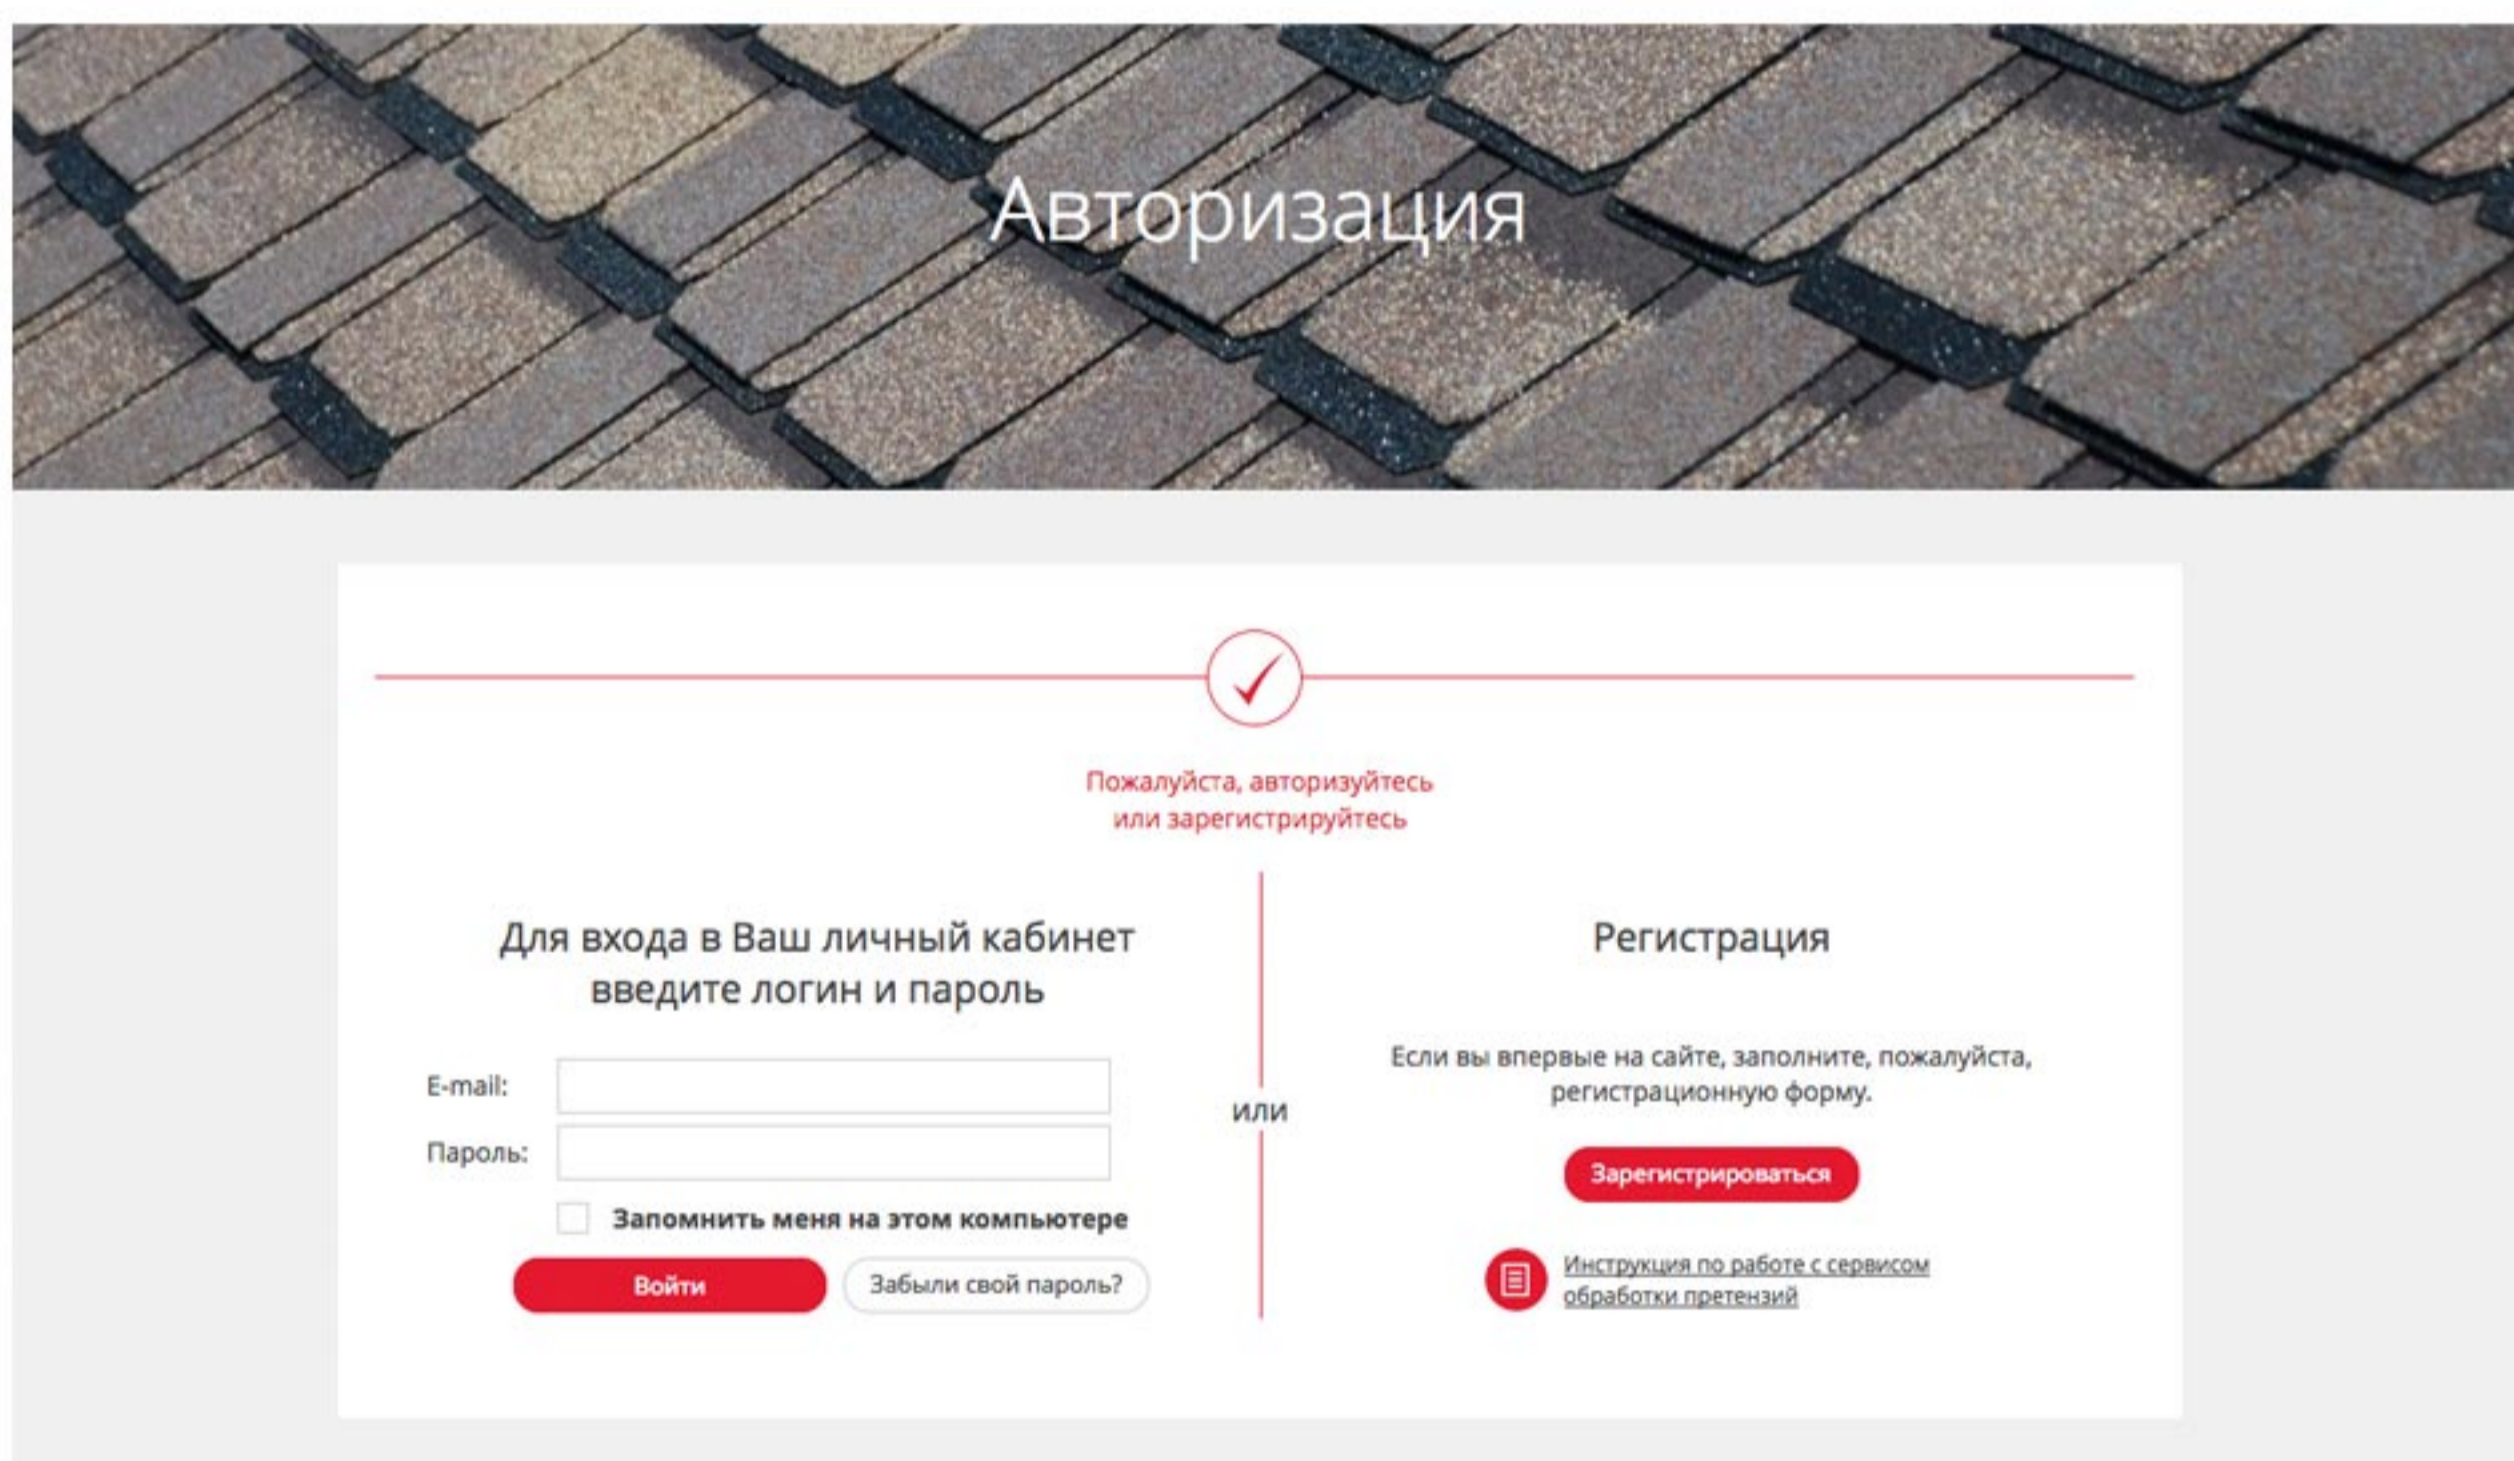 Авторизация
Пожалуйста, авторизуйтесь
или зарегистрируйтесь
Для входа в Ваш личный кабинет
введите логин и пароль
E-mail:
Пароль:
Запомнить меня на этом компьютере
Войти
Забыли свой пароль?
или
Регистрация
Если вы впервые на сайте, заполните, пожалуйста,
регистрационную форму.
Зарегистрироваться
Инструкция по работе с сервисом
обработки претензий